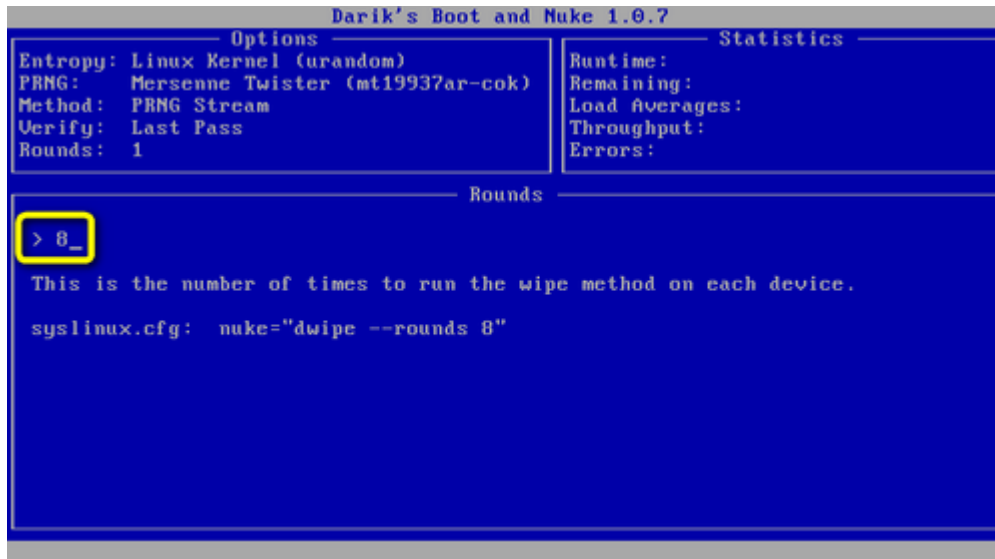 Darik's Boot and Nuke 1.0.7
Options
Entropy: Linux Kernel (urandom)
PRNG: Mersenne Twister (mt19937ar-cok)
Method: PRNG Stream
Verify: Last Pass
Rounds: 1
Statistics
Runtime:
Remaining:
Load Averages:
Throughput:
Errors:
Rounds
> 8_
This is the number of times to run the wipe method on each device.
syslinux.cfg: nuke="dwipe --rounds 8"